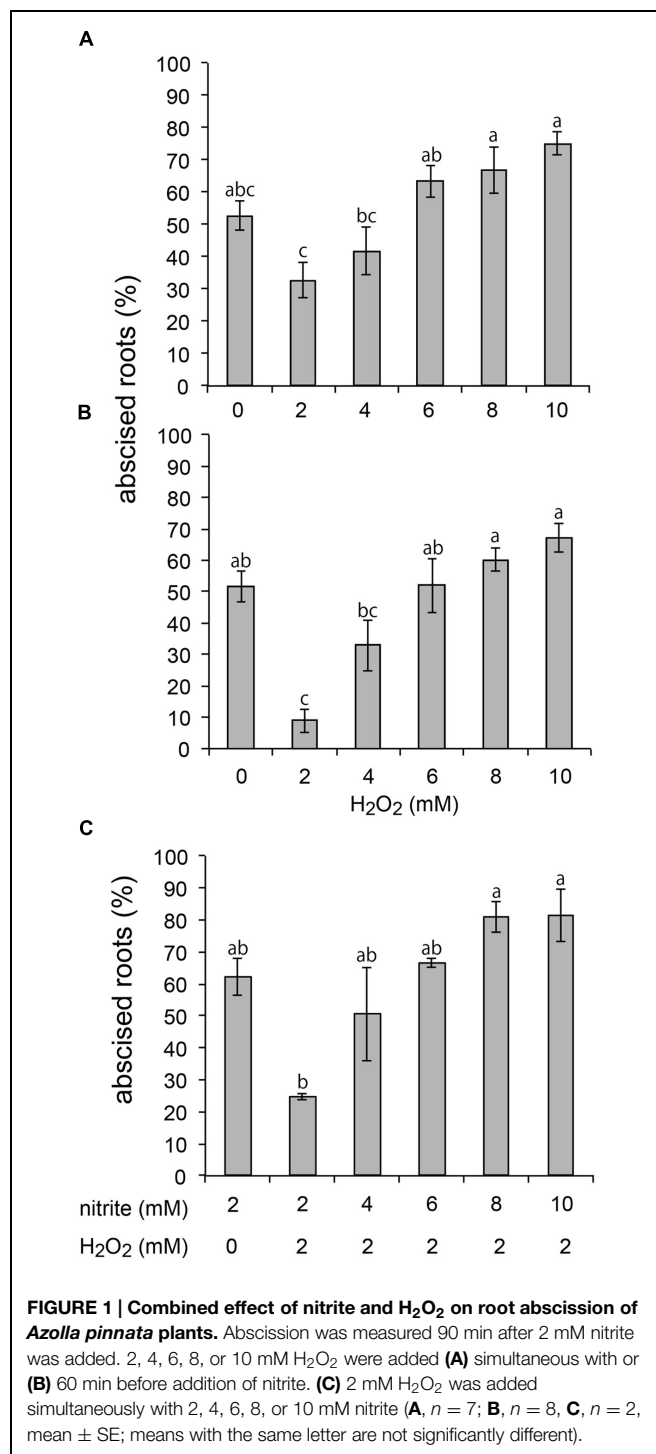 A
100
90
80
70
60
50
40
30
20
10
0
abc
c
bc
ab
a
a
0 2 4 6 8 10
abscised roots (%)
B
100
90
80
70
60
50
40
30
20
10
0
ab
c
bc
ab
a
a
0 2 4 6 8 10
H₂O₂ (mM)
C
abscised roots (%)
100
90
80
70
60
50
40
30
20
10
0
ab
b
ab
ab
a
a
nitrite (mM) 2 2 4 6 8 10
H₂O₂ (mM) 0 2 2 2 2 2
FIGURE 1 | Combined effect of nitrite and H₂O₂ on root abscission of
Azolla pinnata plants. Abscission was measured 90 min after 2 mM nitrite
was added. 2, 4, 6, 8, or 10 mM H₂O₂ were added (A) simultaneous with or
(B) 60 min before addition of nitrite. (C) 2 mM H₂O₂ was added
simultaneously with 2, 4, 6, 8, or 10 mM nitrite (A, n = 7; B, n = 8, C, n = 2,
mean ± SE; means with the same letter are not significantly different).